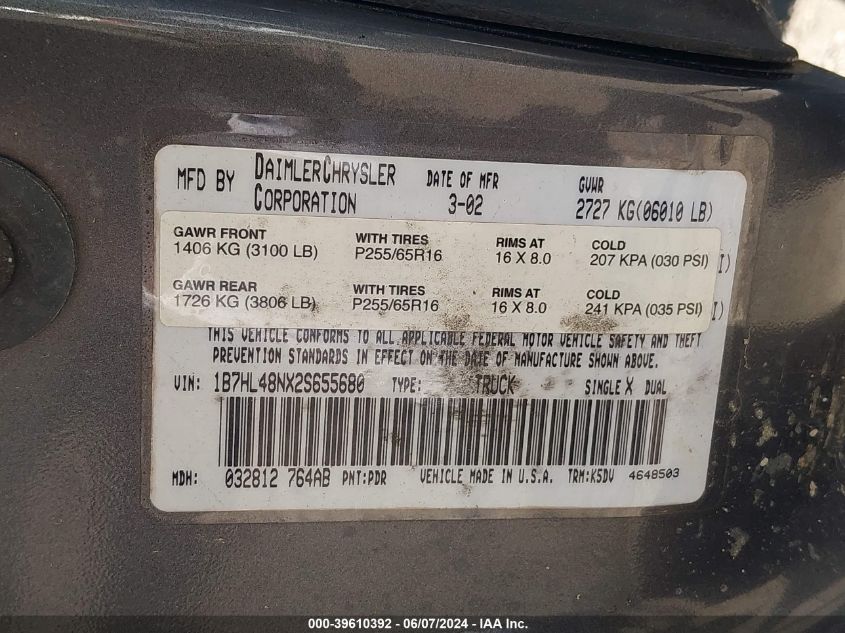 MFD BY DAIMLERCHRYSLER CORPORATION DATE OF MFR 3-02 GVWR 2727 KG(06010 LB)
GAWR FRONT WITH TIRES RIMS AT COLD
1406 KG (3100 LB) P255/65R16 16 X 8.0 207 KPA (030 PSI) I)
GAWR REAR WITH TIRES RIMS AT COLD
1726 KG (3806 LB) P255/65R16 16 X 8.0 241 KPA (035 PSI) I)
THIS VEHICLE CONFORMS TO ALL APPLICABLE FEDERAL MOTOR VEHICLE SAFETY AND THEFT
PREVENTION STANDARDS IN EFFECT ON THE DATE OF MANUFACTURE SHOWN ABOVE.
VIN: 1B7HL48NX2S655680 TYPE: TRUCK SINGLE X DUAL
MDH: 032812 764AB PNT:PDR VEHICLE MADE IN U.S.A. TRM:K5DV 4648503
000-39610392 - 06/07/2024 - IAA Inc.